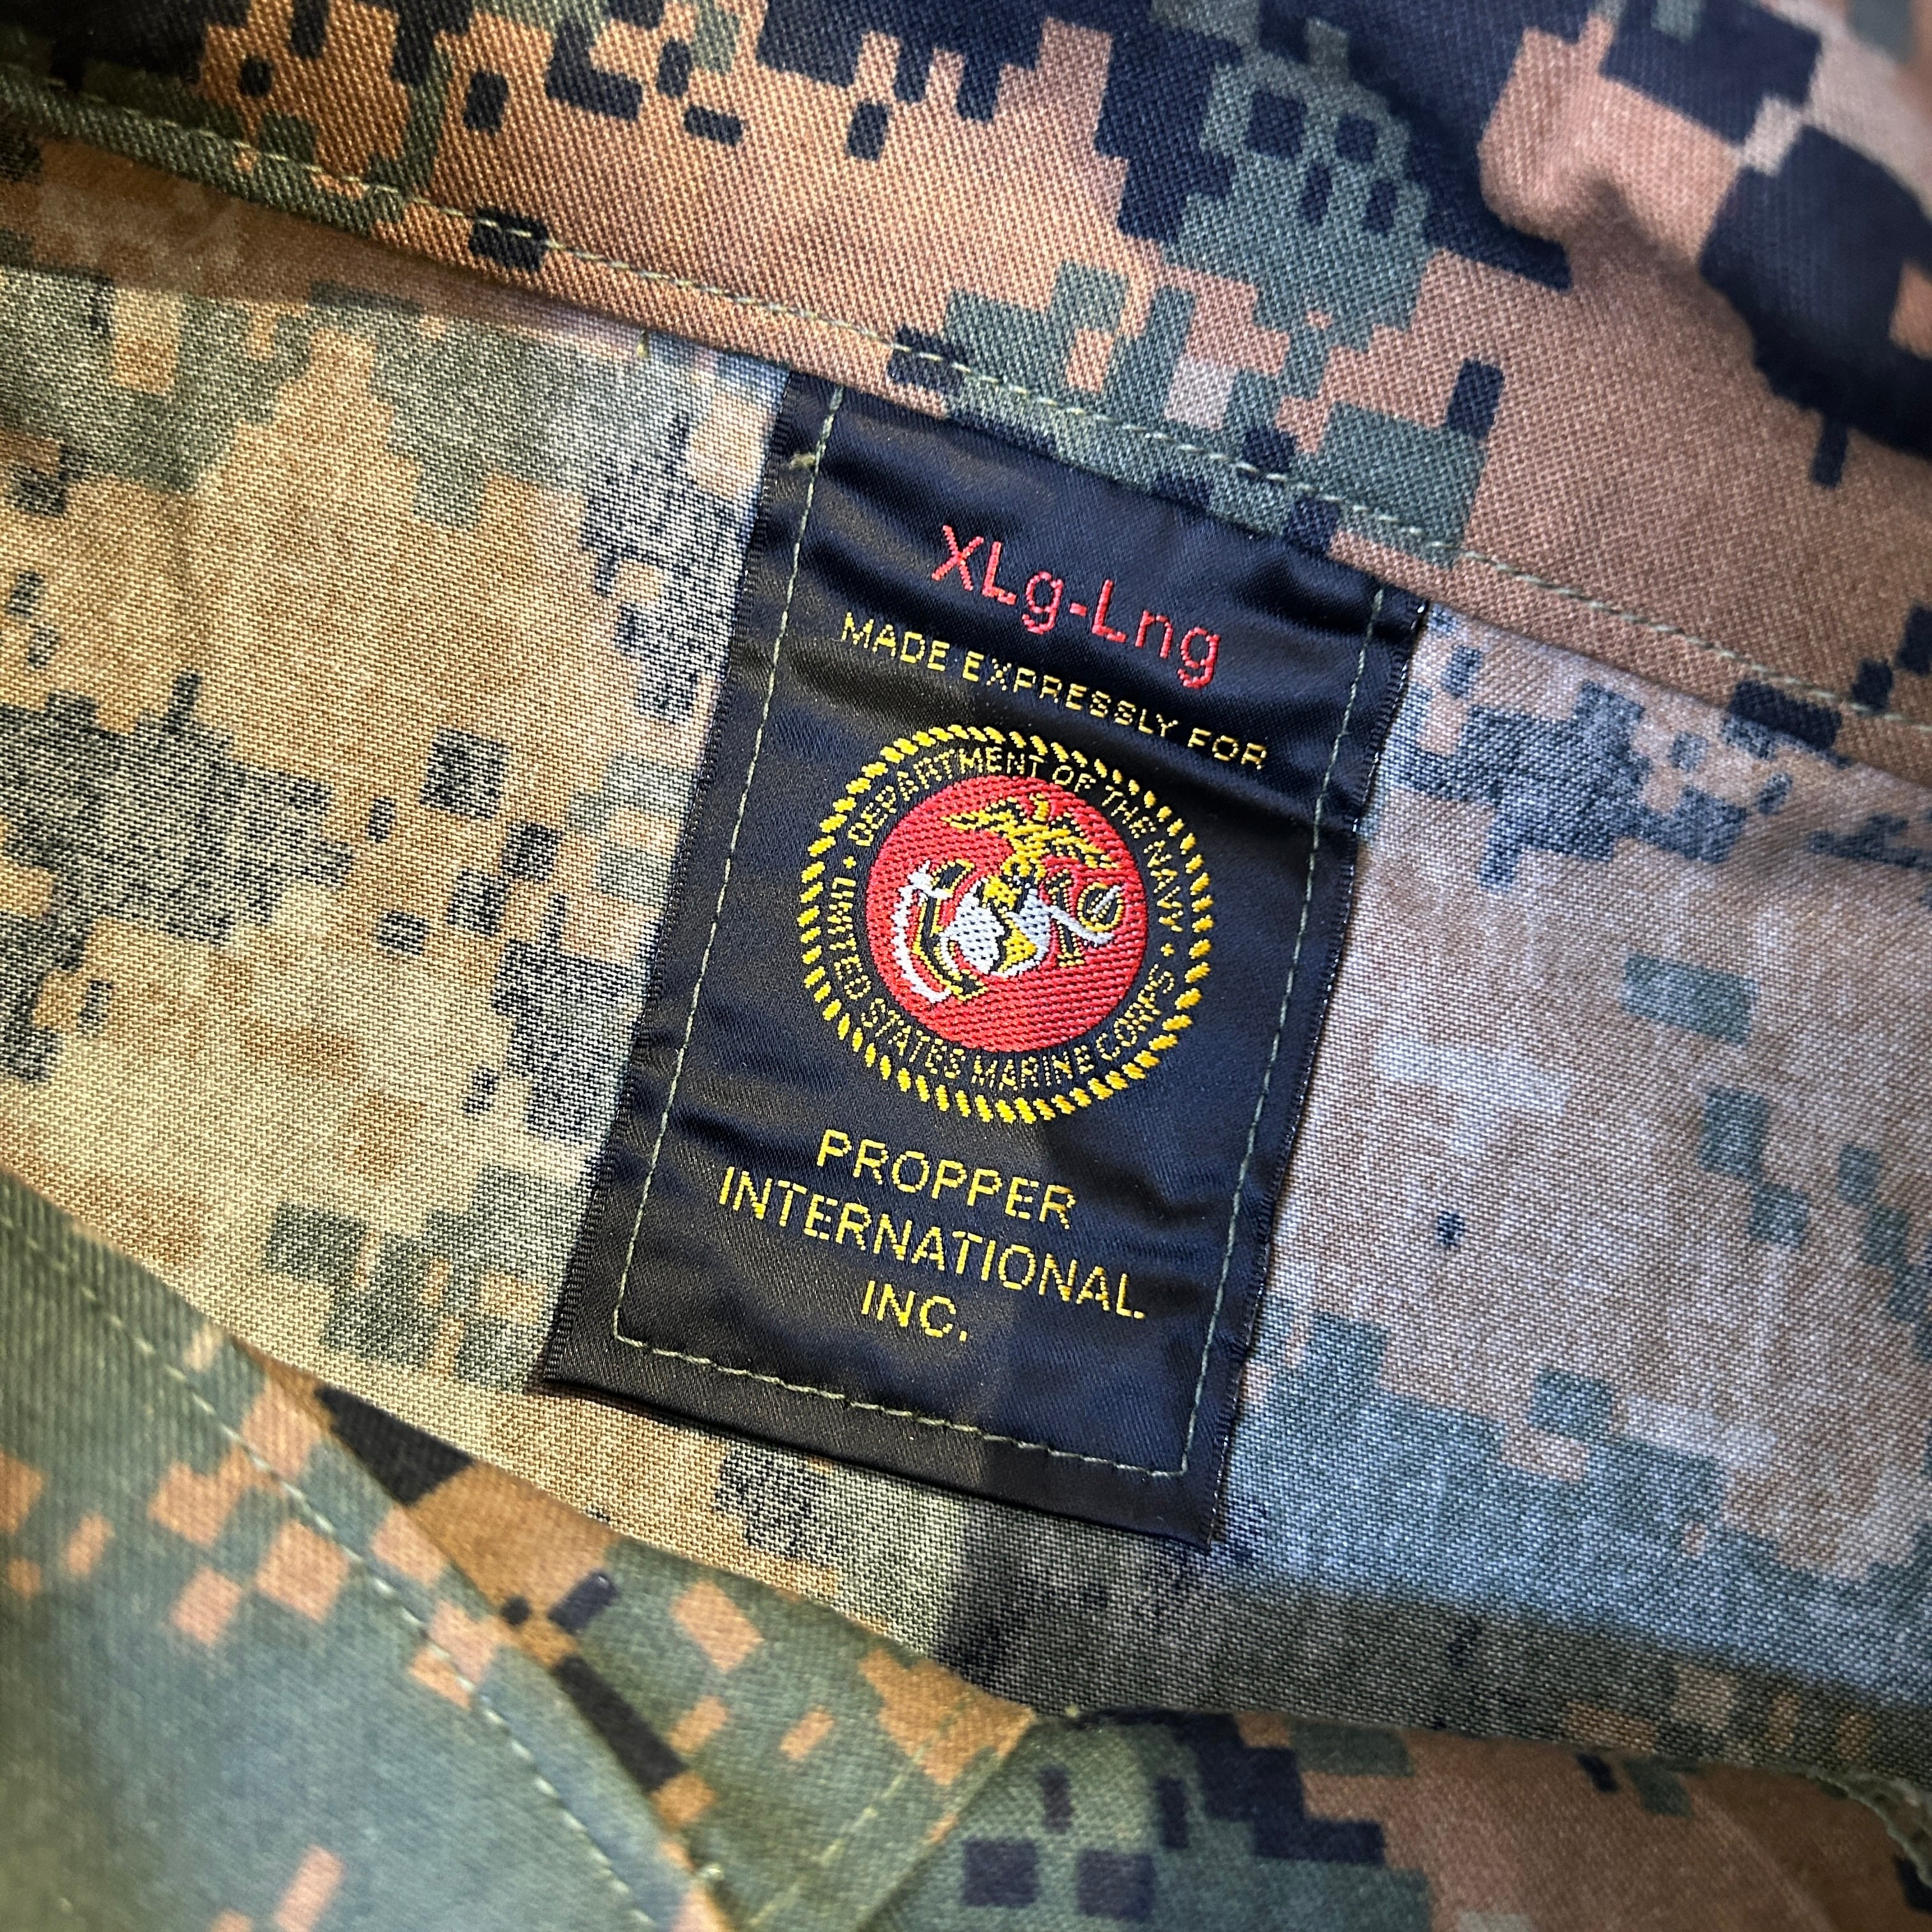 XLg-Lng
MADE EXPRESSLY FOR
• DEPARTMENT OF THE NAVY •
UNITED STATES MARINE CORPS
PROPPER
INTERNATIONAL.
INC.